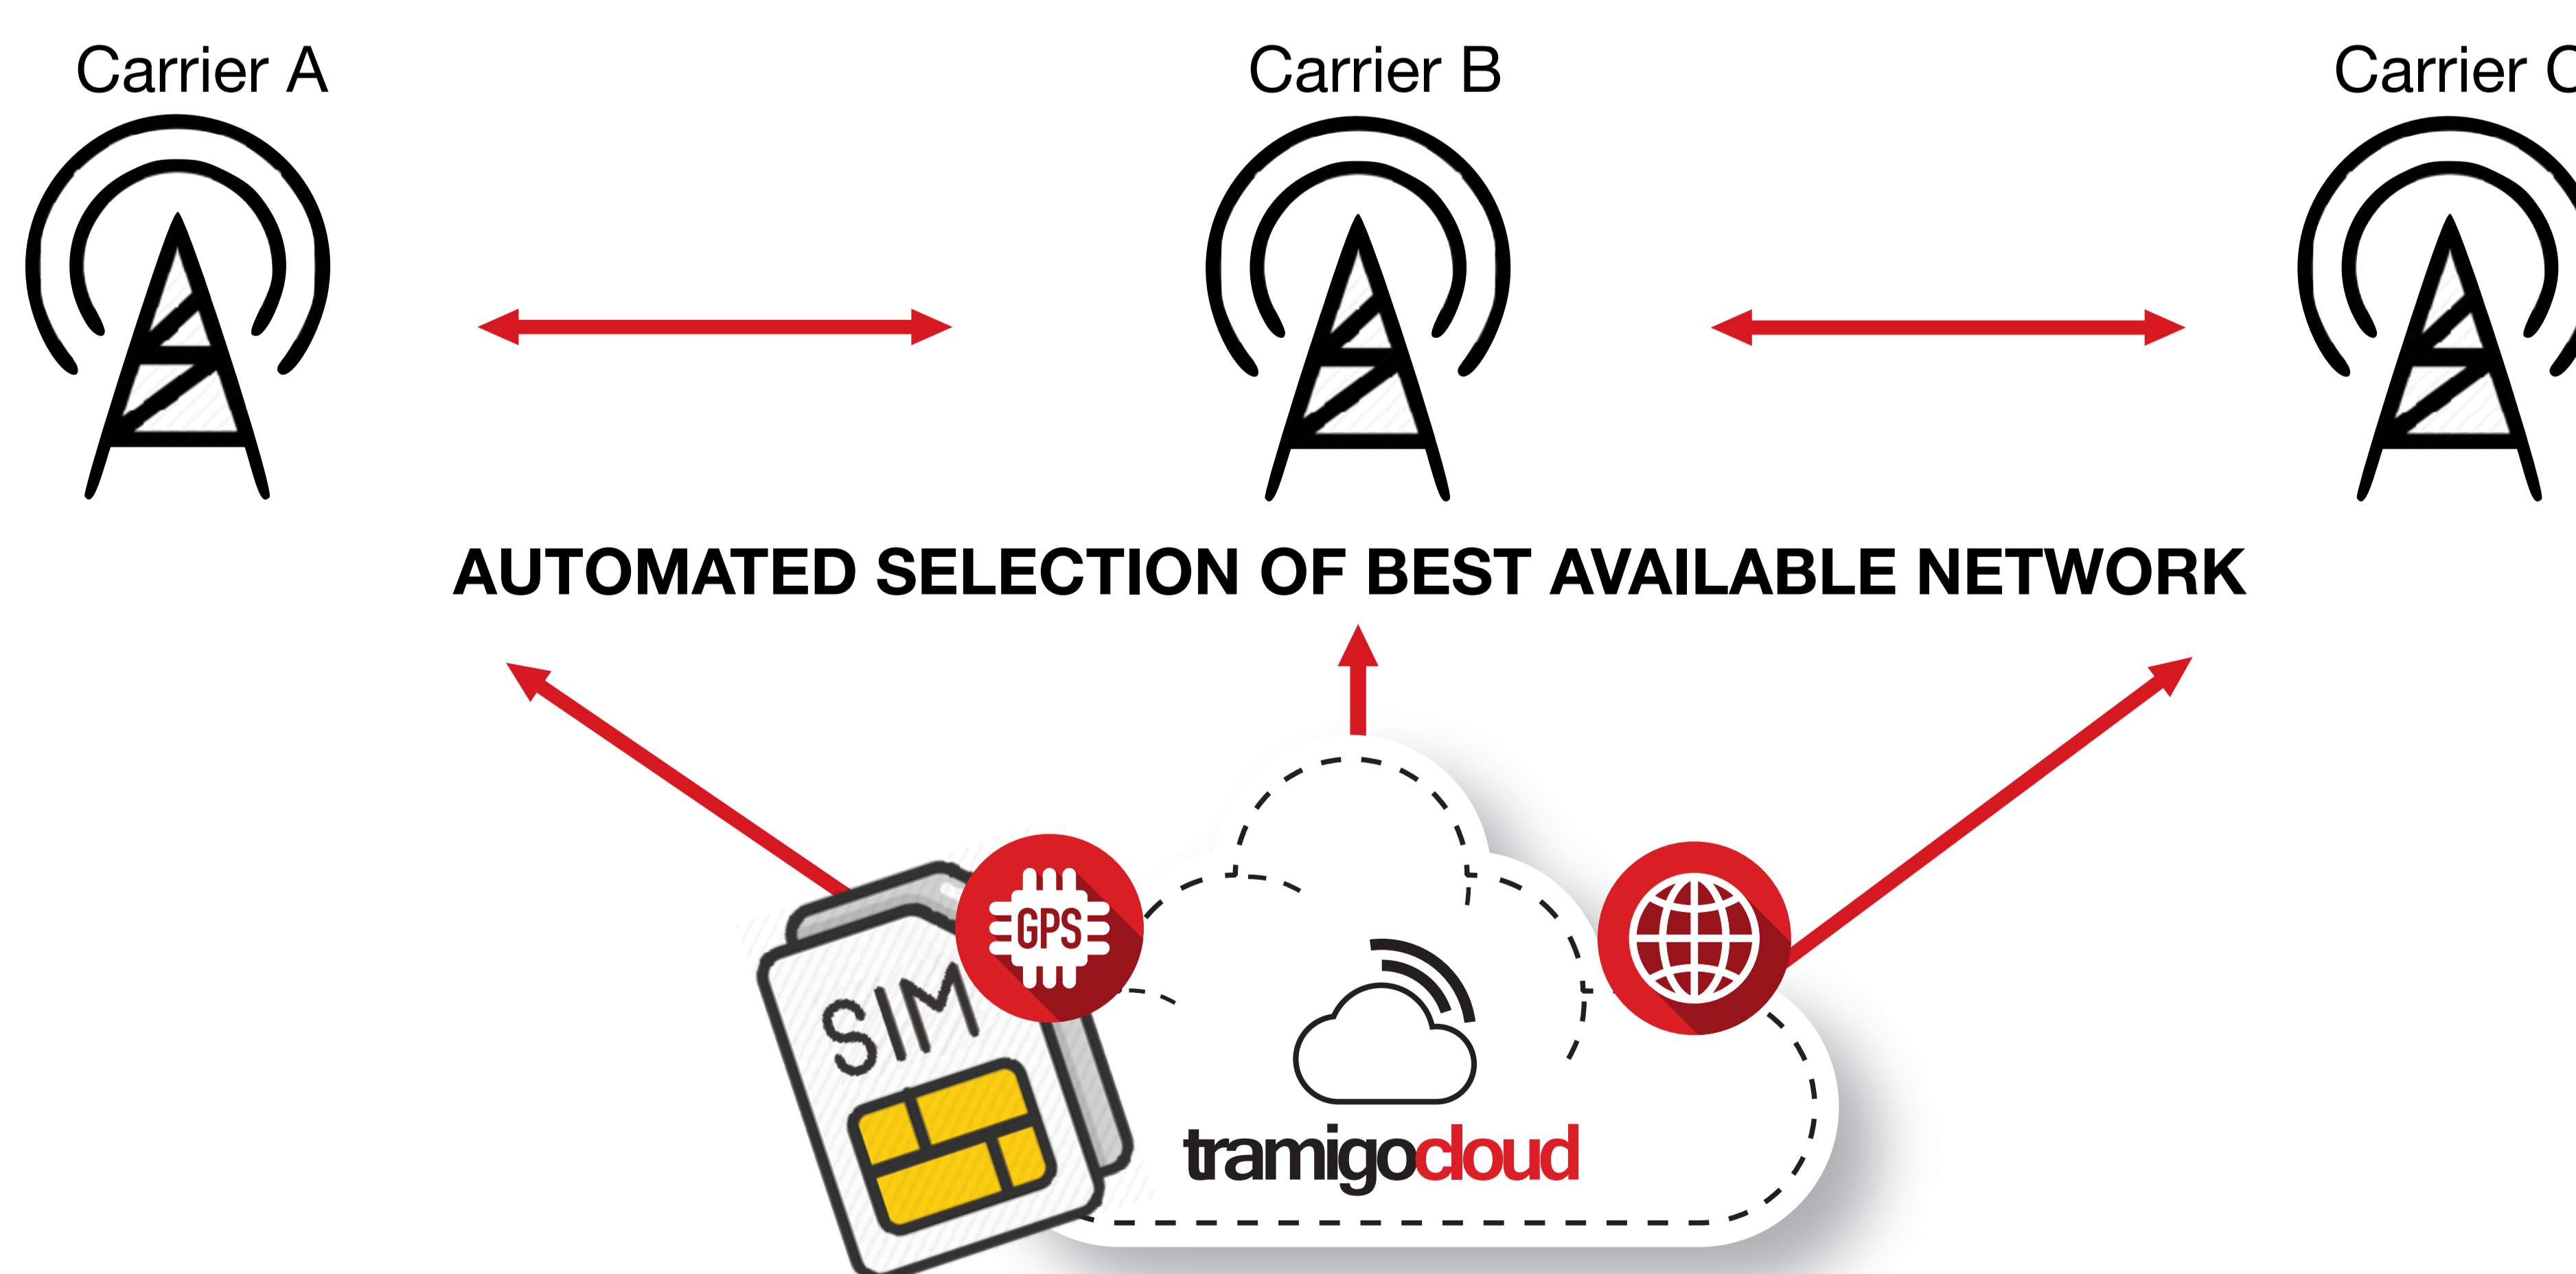 Carrier A
Carrier B
Carrier C
AUTOMATED SELECTION OF BEST AVAILABLE NETWORK
GPS
SIM
tramigocloud